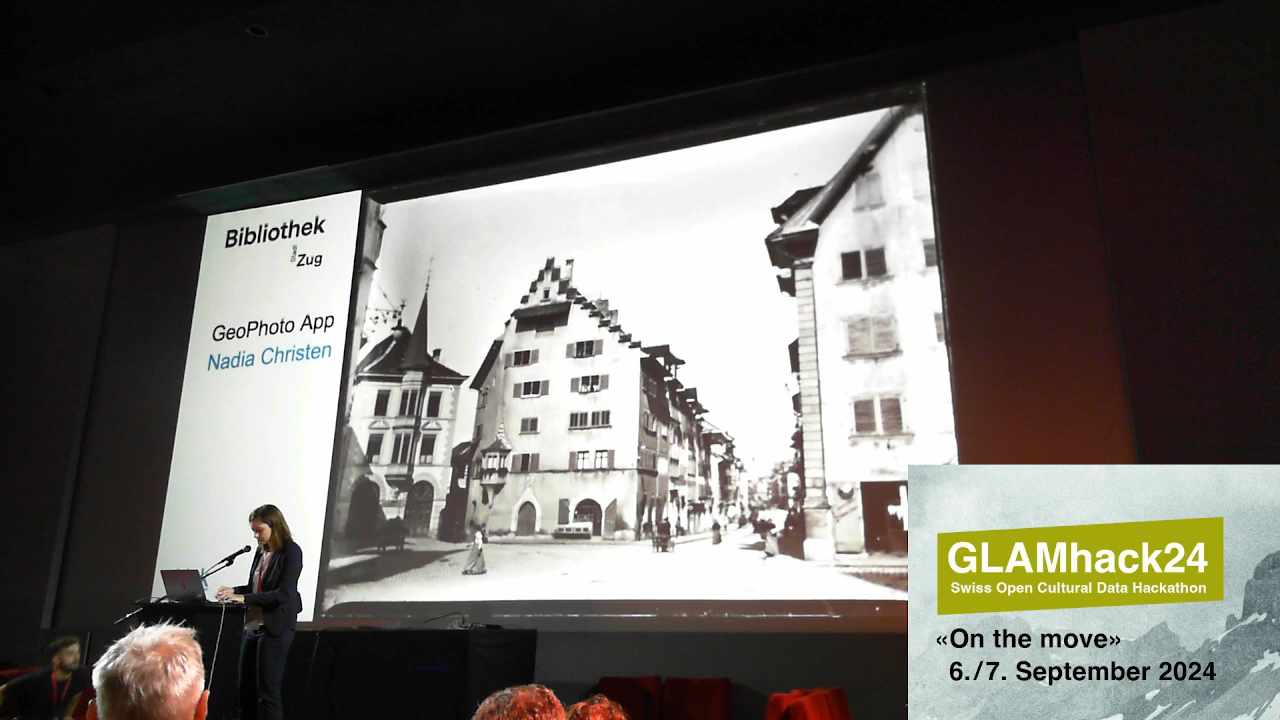 Bibliothek
Stadt
Zug
GeoPhoto App
Nadia Christen
GLAMhack24
Swiss Open Cultural Data Hackathon
«On the move»
6./7. September 2024